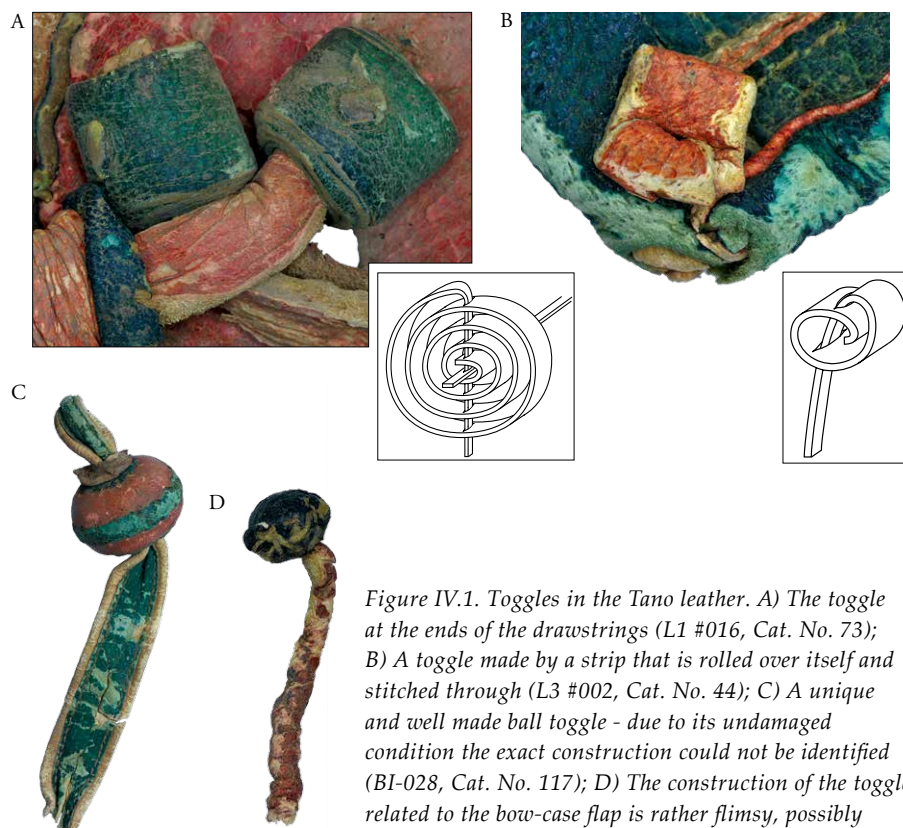 A
B
C
D
Figure IV.1. Toggles in the Tano leather. A) The toggle
at the ends of the drawstrings (L1 #016, Cat. No. 73);
B) A toggle made by a strip that is rolled over itself and
stitched through (L3 #002, Cat. No. 44); C) A unique
and well made ball toggle - due to its undamaged
condition the exact construction could not be identified
(BI-028, Cat. No. 117); D) The construction of the toggle
related to the bow-case flap is rather flimsy, possibly